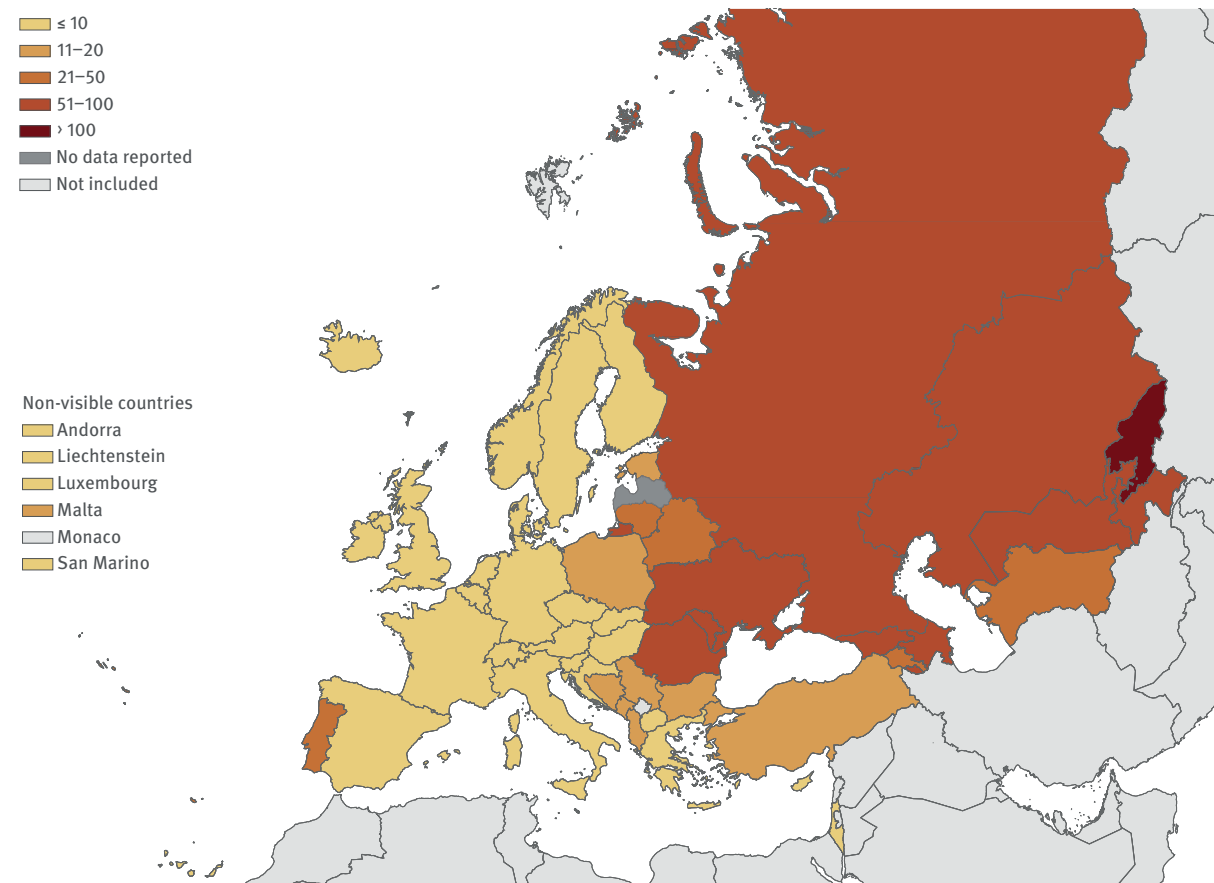 ≤ 10
11–20
21–50
51–100
> 100
No data reported
Not included
Non-visible countries
Andorra
Liechtenstein
Luxembourg
Malta
Monaco
San Marino